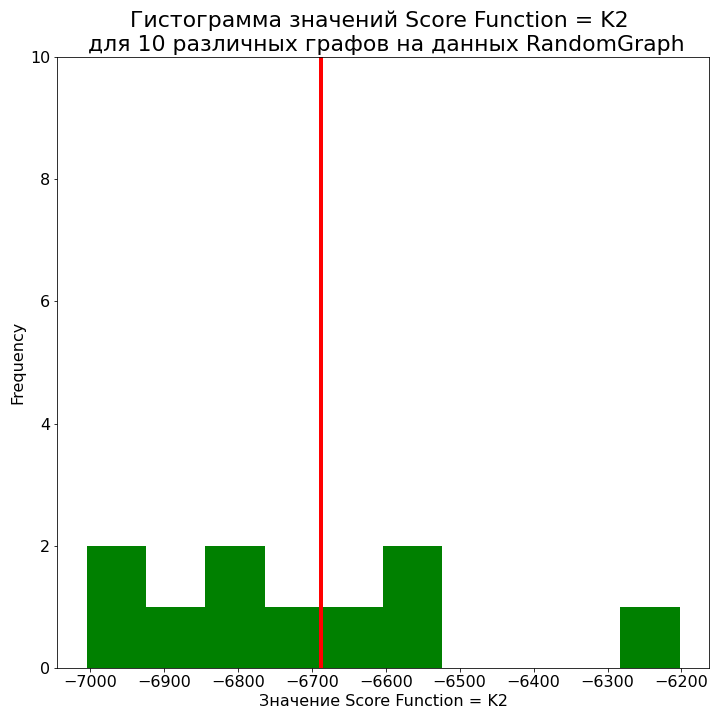 Гистограмма значений Score Function = K2
для 10 различных графов на данных RandomGraph
10
8
6
4
2
0
Frequency
−7000 −6900 −6800 −6700 −6600 −6500 −6400 −6300 −6200
Значение Score Function = K2